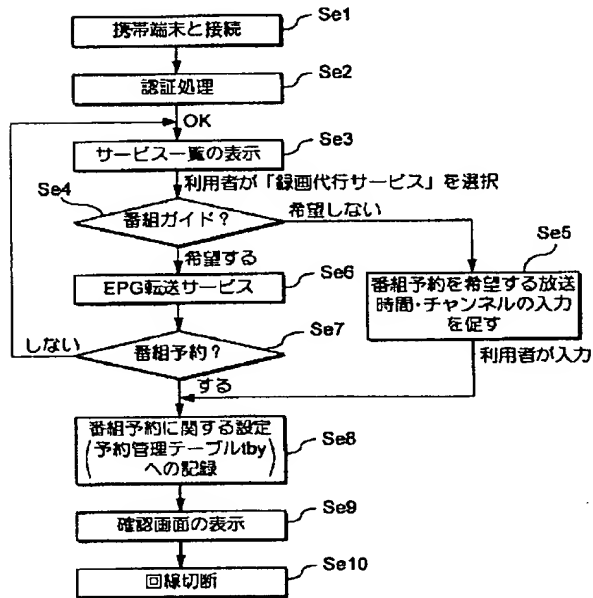 Se1
携帯端末と接続
Se2
認証処理
OK
Se3
サービス一覧の表示
利用者が「録画代行サービス」を選択
Se4
番組ガイド?
希望しない
希望する
Se5
番組予約を希望する放送
時間・チャンネルの入力
を促す
利用者が入力
Se6
EPG転送サービス
Se7
番組予約?
しない
する
Se8
番組予約に関する設定
(予約管理テーブルtby
への記録)
Se9
確認画面の表示
Se10
回線切断